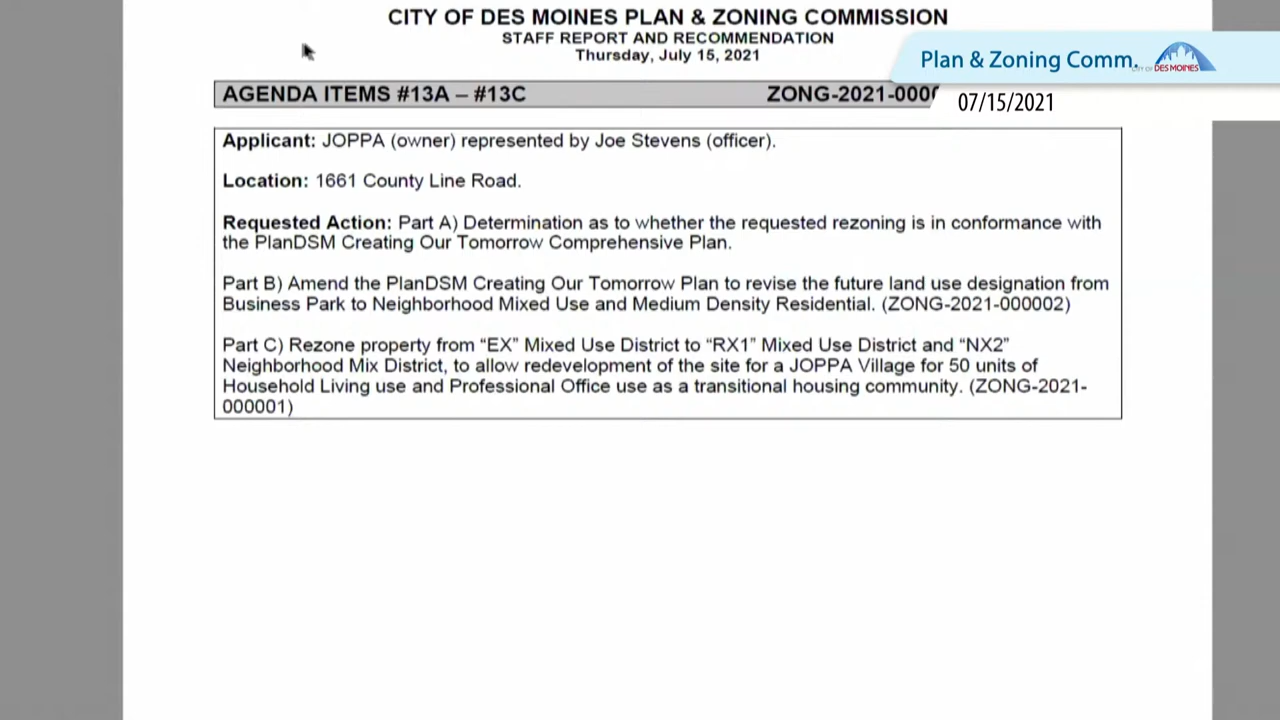 CITY OF DES MOINES PLAN & ZONING COMMISSION
STAFF REPORT AND RECOMMENDATION
Thursday, July 15, 2021
Plan & Zoning Comm.
CITY OF DES MOINES
07/15/2021
AGENDA ITEMS #13A – #13C ZONG-2021-000
Applicant: JOPPA (owner) represented by Joe Stevens (officer).
Location: 1661 County Line Road.
Requested Action: Part A) Determination as to whether the requested rezoning is in conformance with
the PlanDSM Creating Our Tomorrow Comprehensive Plan.
Part B) Amend the PlanDSM Creating Our Tomorrow Plan to revise the future land use designation from
Business Park to Neighborhood Mixed Use and Medium Density Residential. (ZONG-2021-000002)
Part C) Rezone property from “EX” Mixed Use District to “RX1” Mixed Use District and “NX2”
Neighborhood Mix District, to allow redevelopment of the site for a JOPPA Village for 50 units of
Household Living use and Professional Office use as a transitional housing community. (ZONG-2021-
000001)